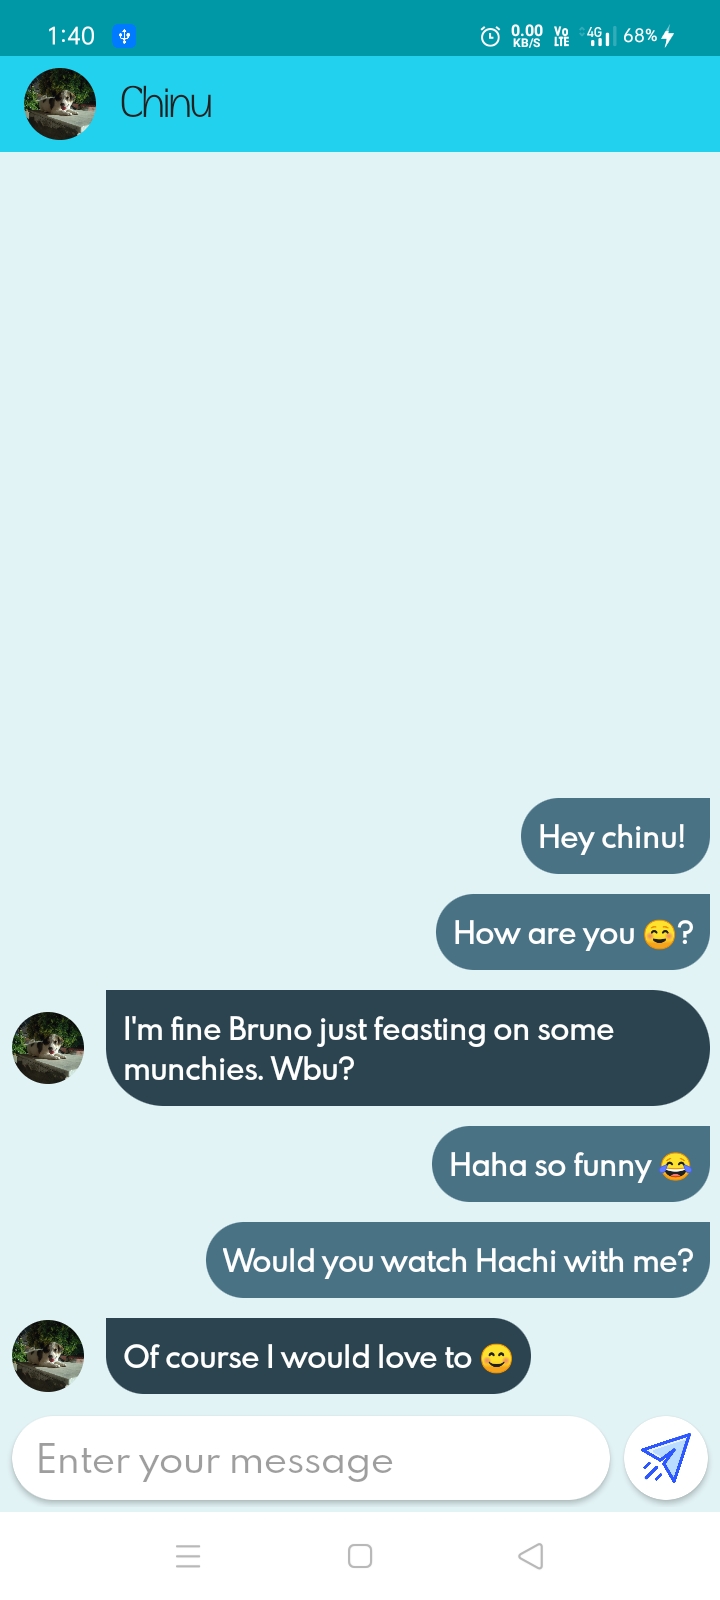 1:40
0.00 KB/S Vo LTE 4G 68%
Chinu
Hey chinu!
How are you ☺️?
I'm fine Bruno just feasting on some
munchies. Wbu?
Haha so funny 😂
Would you watch Hachi with me?
Of course I would love to 😊
Enter your message